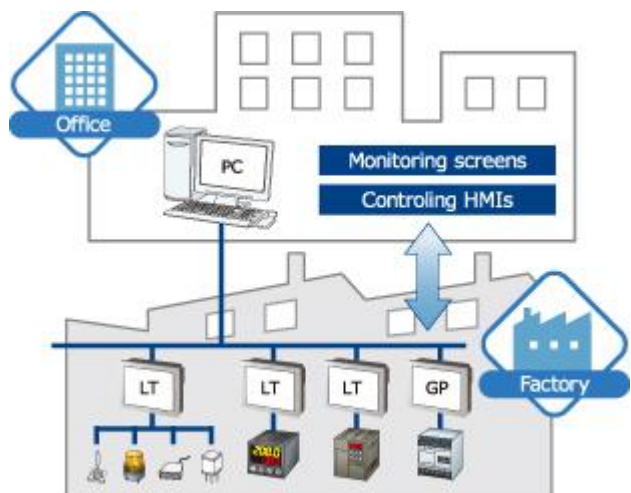 Office
PC
Monitoring screens
Controling HMIs
Factory
LT
LT
LT
GP
200.0